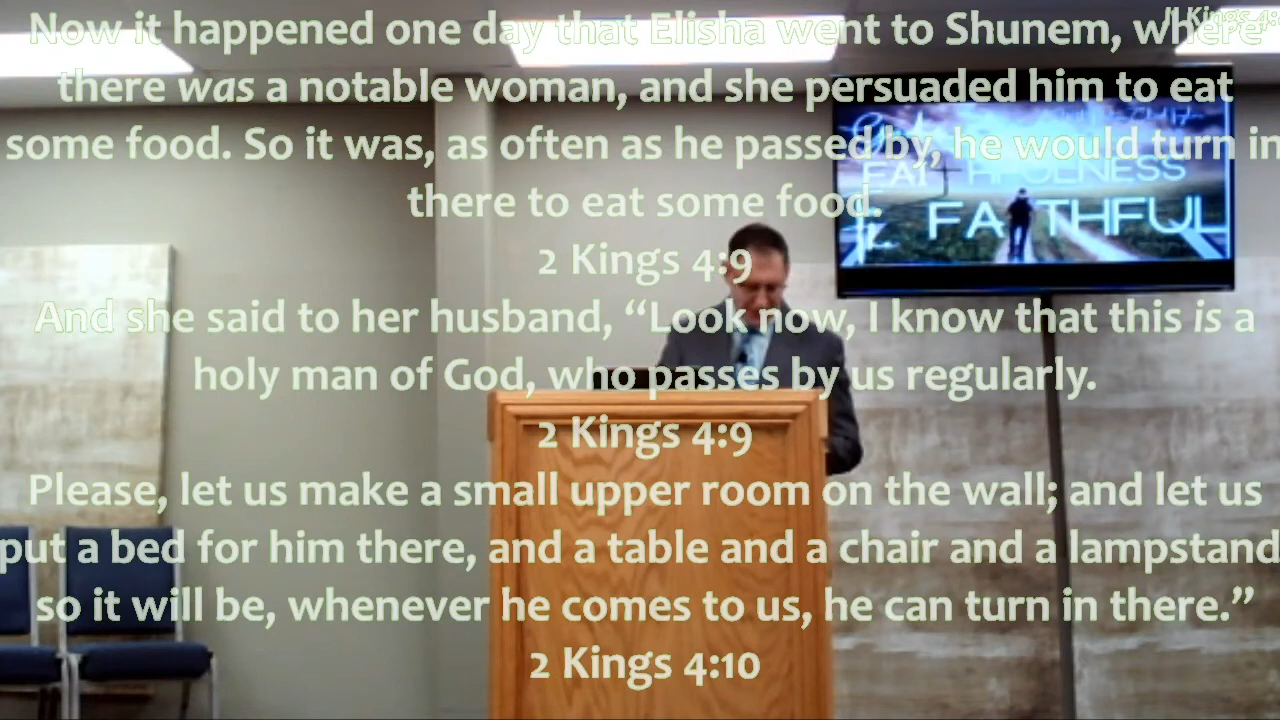 Now it happened one day that Elisha went to Shunem, where
there was a notable woman, and she persuaded him to eat
some food. So it was, as often as he passed by, he would turn in
there to eat some food.
2 Kings 4:9
And she said to her husband, “Look now, I know that this is a
holy man of God, who passes by us regularly.
2 Kings 4:9
Please, let us make a small upper room on the wall; and let us
put a bed for him there, and a table and a chair and a lampstand;
so it will be, whenever he comes to us, he can turn in there.”
2 Kings 4:10
II Kings 4:
FAITHFUL